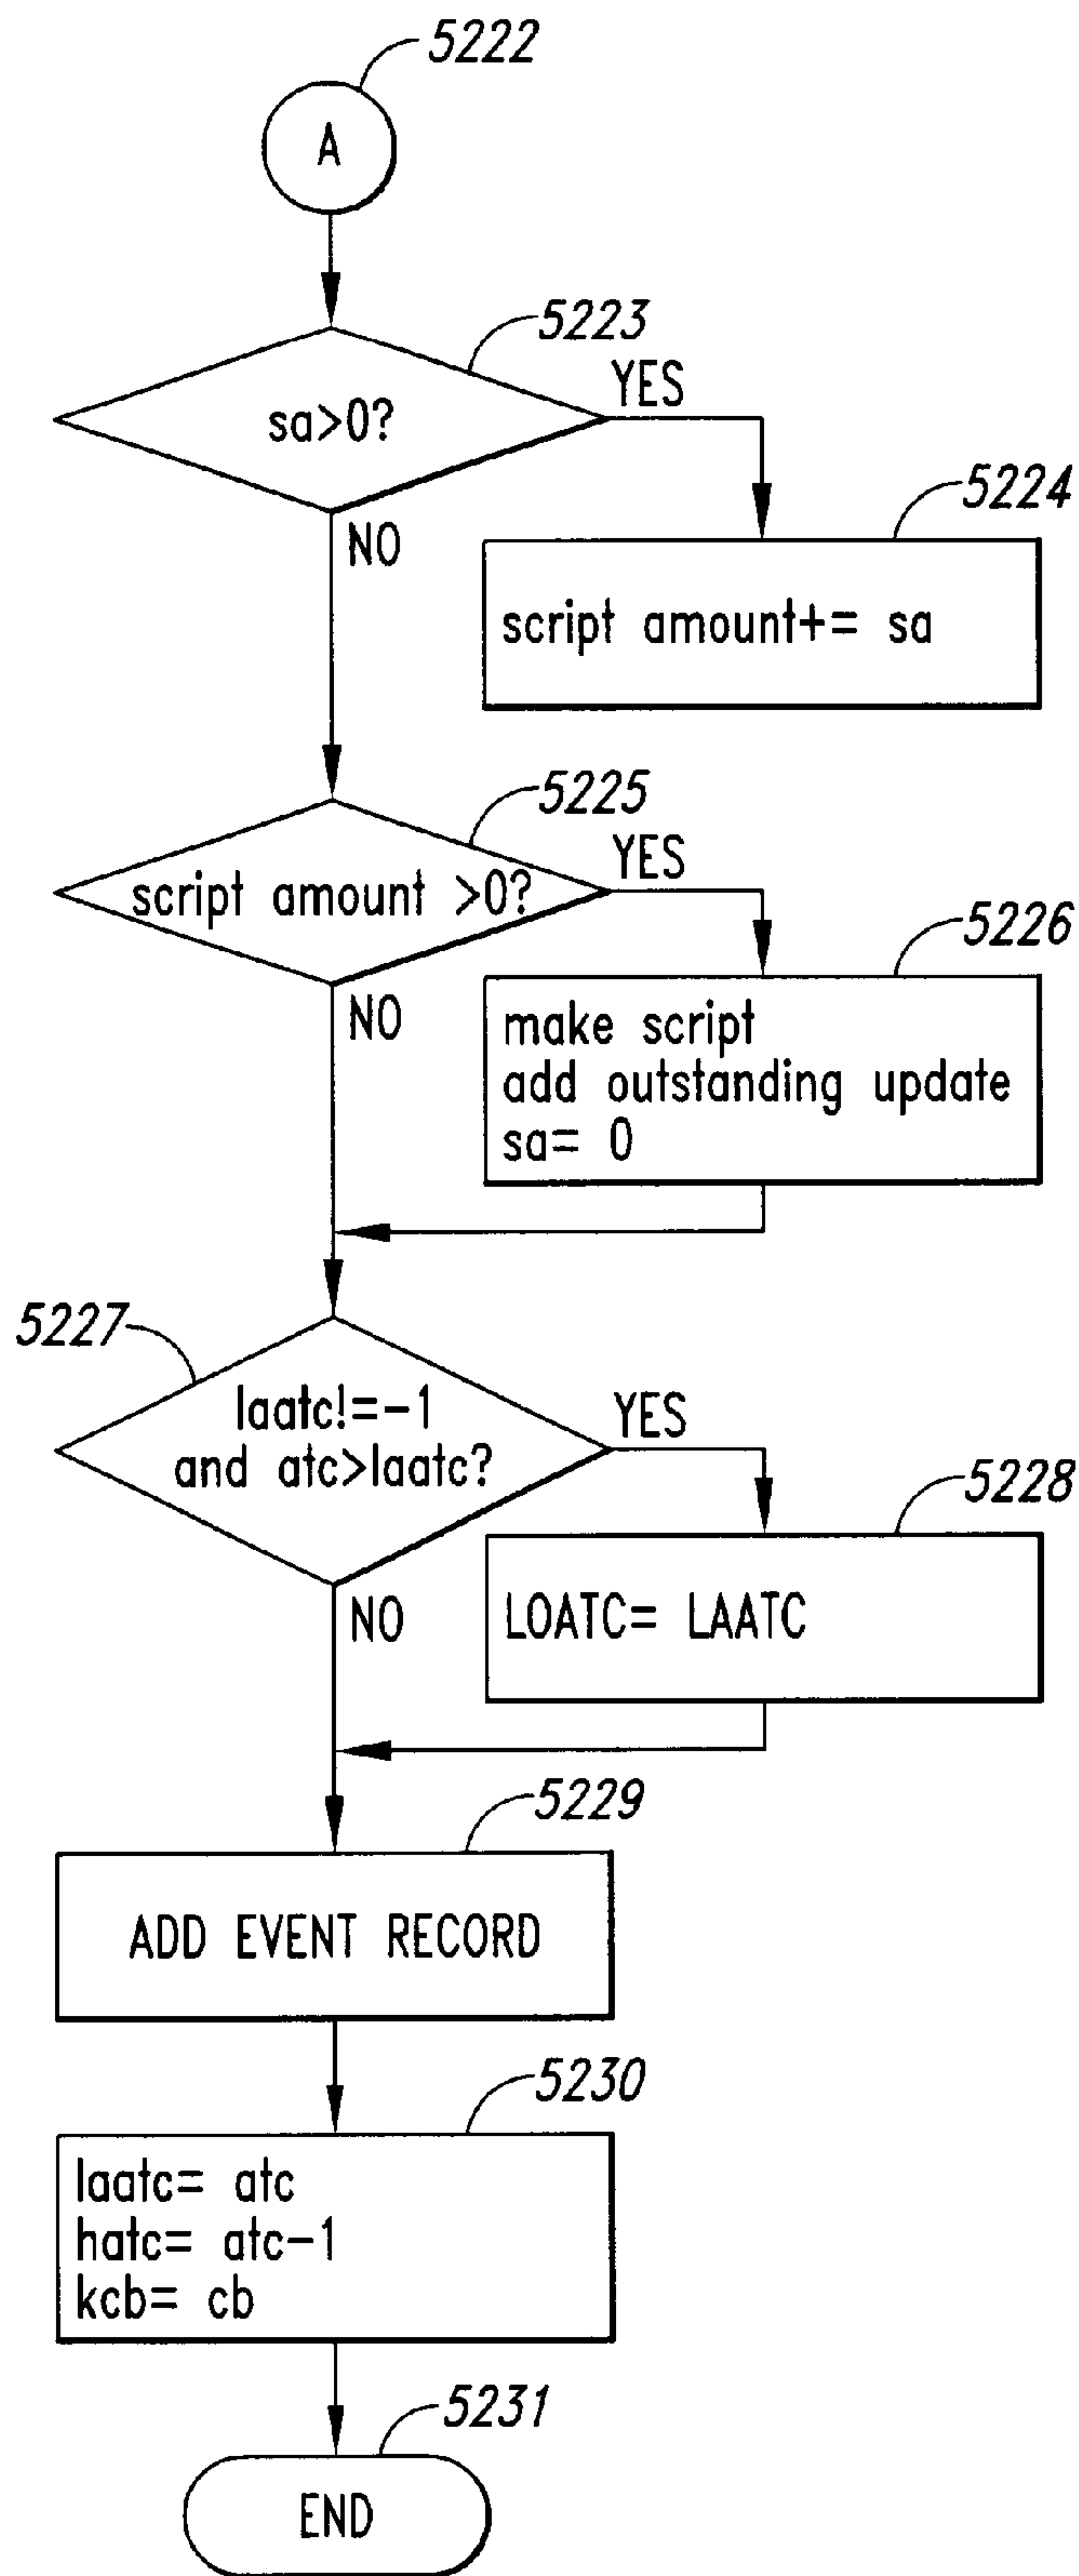 5222
A
5223
sa>0?
YES
NO
5224
script amount+= sa
5225
script amount >0?
YES
NO
5226
make script
add outstanding update
sa= 0
5227
laatc!=-1
and atc>laatc?
YES
NO
5228
LOATC= LAATC
5229
ADD EVENT RECORD
5230
laatc= atc
hatc= atc-1
kcb= cb
5231
END